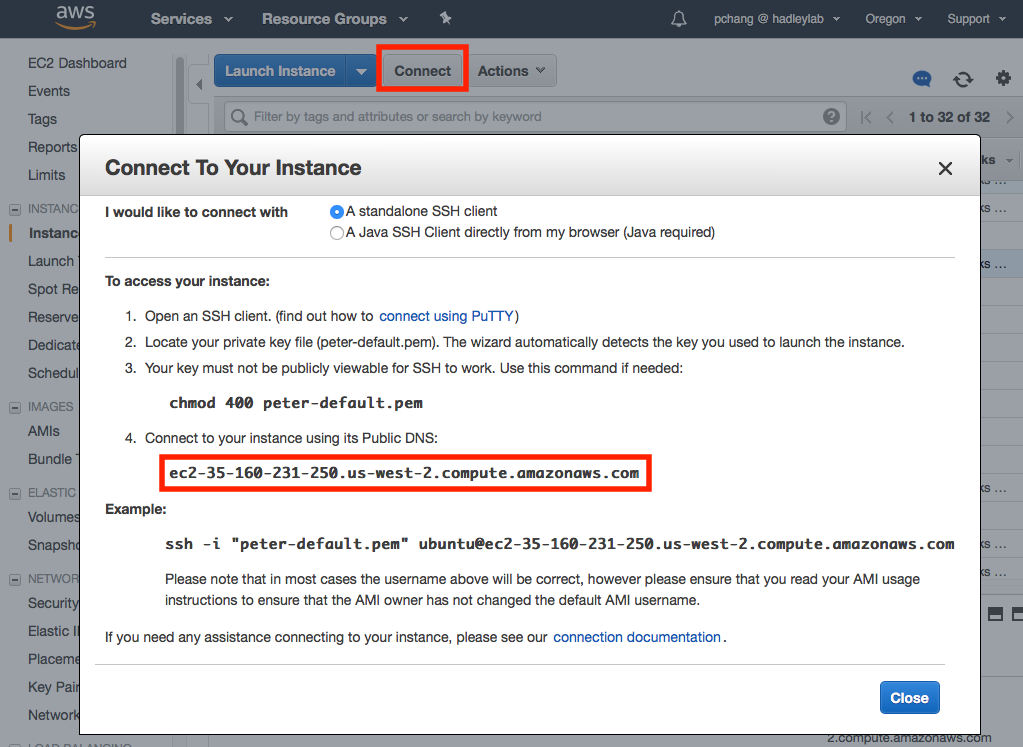 aws Services Resource Groups pchang @ hadleylab Oregon Support
EC2 Dashboard
Events
Tags
Reports
Limits
INSTANC
Instanc
Launch
Spot Re
Reserve
Dedicate
Schedul
IMAGES
AMIs
Bundle
ELASTIC
Volumes
Snapsho
NETWOR
Security
Elastic I
Placeme
Key Pair
Network
LOAD BALANCING
Launch Instance Connect Actions
Filter by tags and attributes or search by keyword
1 to 32 of 32
Connect To Your Instance
I would like to connect with
A standalone SSH client
A Java SSH Client directly from my browser (Java required)
To access your instance:
1. Open an SSH client. (find out how to connect using PuTTY)
2. Locate your private key file (peter-default.pem). The wizard automatically detects the key you used to launch the instance.
3. Your key must not be publicly viewable for SSH to work. Use this command if needed:
chmod 400 peter-default.pem
4. Connect to your instance using its Public DNS:
ec2-35-160-231-250.us-west-2.compute.amazonaws.com
Example:
ssh -i "peter-default.pem" ubuntu@ec2-35-160-231-250.us-west-2.compute.amazonaws.com
Please note that in most cases the username above will be correct, however please ensure that you read your AMI usage
instructions to ensure that the AMI owner has not changed the default AMI username.
If you need any assistance connecting to your instance, please see our connection documentation.
Close
ks
ks ...
ks ...
ks ...
ks ...
ks ...
2.compute.amazonaws.com